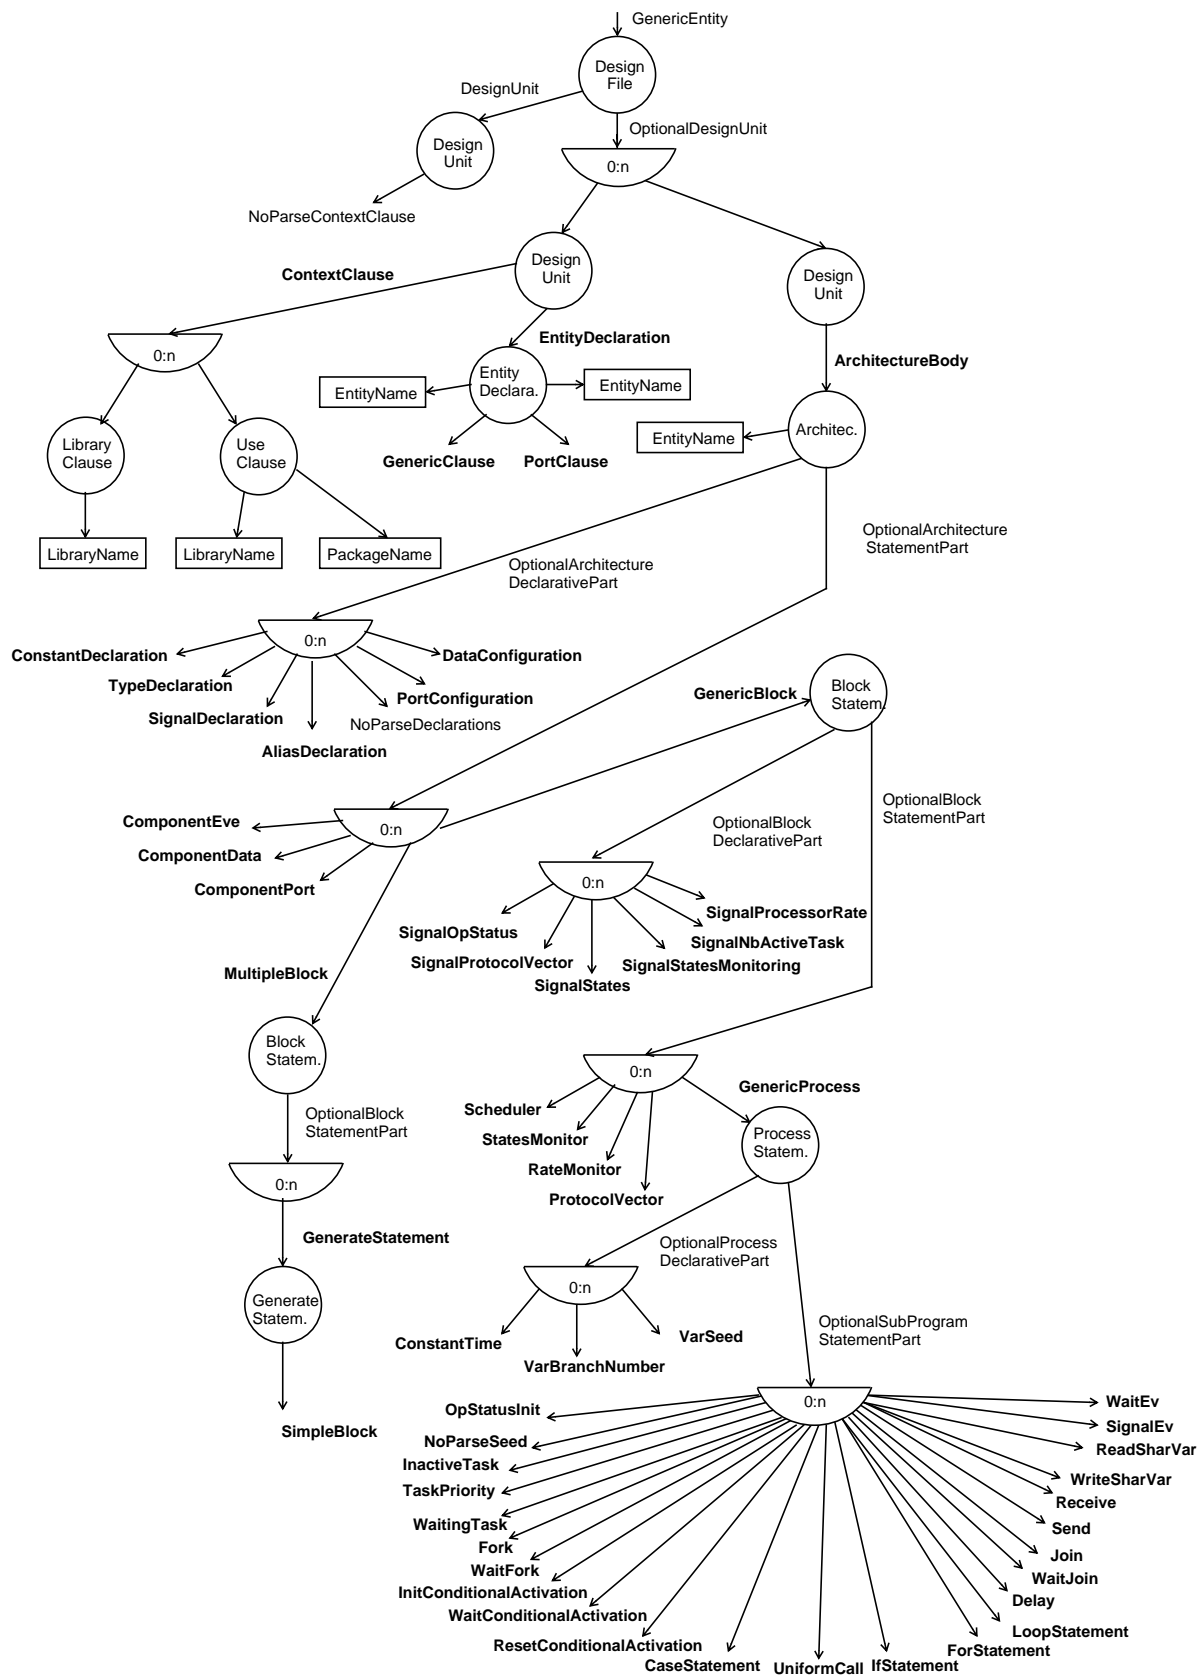 GenericEntity
Design
File
DesignUnit
OptionalDesignUnit
Design
Unit
0:n
NoParseContextClause
Design
Unit
ContextClause
Design
Unit
0:n
EntityDeclaration
ArchitectureBody
EntityName
Entity
Declara.
EntityName
EntityName
Architec.
Library
Clause
Use
Clause
GenericClause
PortClause
LibraryName
LibraryName
PackageName
OptionalArchitecture
StatementPart
OptionalArchitecture
DeclarativePart
0:n
ConstantDeclaration
DataConfiguration
TypeDeclaration
PortConfiguration
SignalDeclaration
NoParseDeclarations
AliasDeclaration
GenericBlock
Block
Statem.
OptionalBlock
StatementPart
ComponentEve
0:n
OptionalBlock
DeclarativePart
ComponentData
ComponentPort
0:n
SignalProcessorRate
SignalOpStatus
SignalNbActiveTask
SignalProtocolVector
SignalStatesMonitoring
SignalStates
MultipleBlock
Block
Statem.
0:n
GenericProcess
Scheduler
StatesMonitor
RateMonitor
ProtocolVector
Process
Statem.
OptionalBlock
StatementPart
0:n
GenerateStatement
OptionalProcess
DeclarativePart
0:n
Generate
Statem.
ConstantTime
VarSeed
VarBranchNumber
OptionalSubProgram
StatementPart
SimpleBlock
0:n
OpStatusInit
WaitEv
SignalEv
NoParseSeed
ReadSharVar
InactiveTask
WriteSharVar
TaskPriority
Receive
WaitingTask
Send
Fork
Join
WaitFork
WaitJoin
InitConditionalActivation
Delay
WaitConditionalActivation
LoopStatement
ResetConditionalActivation
ForStatement
CaseStatement
UniformCall
IfStatement